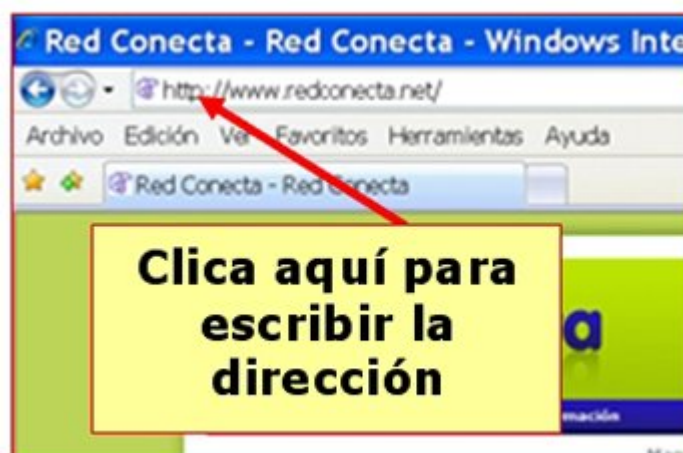 Red Conecta - Red Conecta - Windows Inte
http://www.redconecta.net/
Archivo Edición Ver Favoritos Herramientas Ayuda
Red Conecta - Red Conecta
Clica aquí para
escribir la
dirección
a
mación